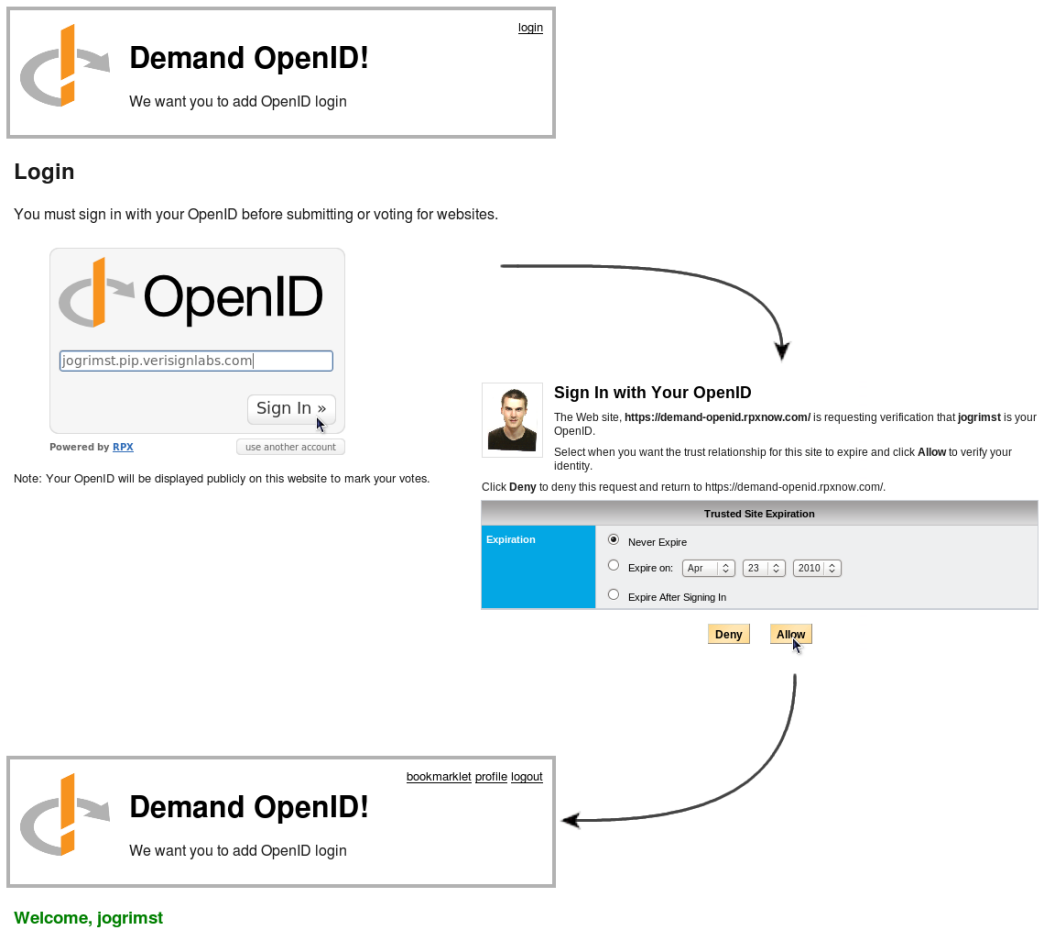 login
Demand OpenID!
We want you to add OpenID login
Login
You must sign in with your OpenID before submitting or voting for websites.
OpenID
jogrimst.pip.verisignlabs.com
Sign In »
Powered by RPX
use another account
Note: Your OpenID will be displayed publicly on this website to mark your votes.
Sign In with Your OpenID
The Web site, https://demand-openid.rpxnow.com/ is requesting verification that jogrimst is your
OpenID.
Select when you want the trust relationship for this site to expire and click Allow to verify your
identity.
Click Deny to deny this request and return to https://demand-openid.rpxnow.com/.
Trusted Site Expiration
Expiration
Never Expire
Expire on: Apr 23 2010
Expire After Signing In
Deny Allow
bookmarklet profile logout
Demand OpenID!
We want you to add OpenID login
Welcome, jogrimst